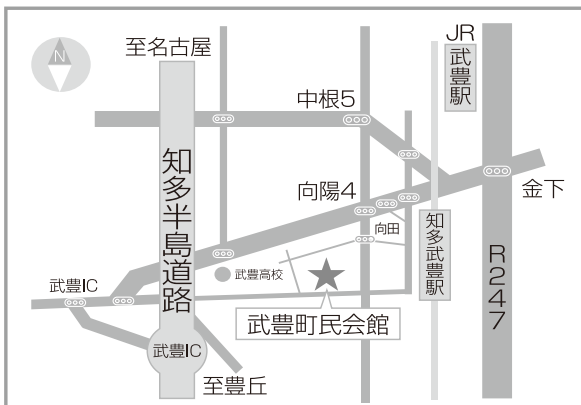 N
至名古屋
JR
武豊駅
中根5
知多半島道路
向陽4
金下
向田
知多武豊駅
武豊高校
武豊IC
R247
武豊町民会館
武豊IC
至豊丘